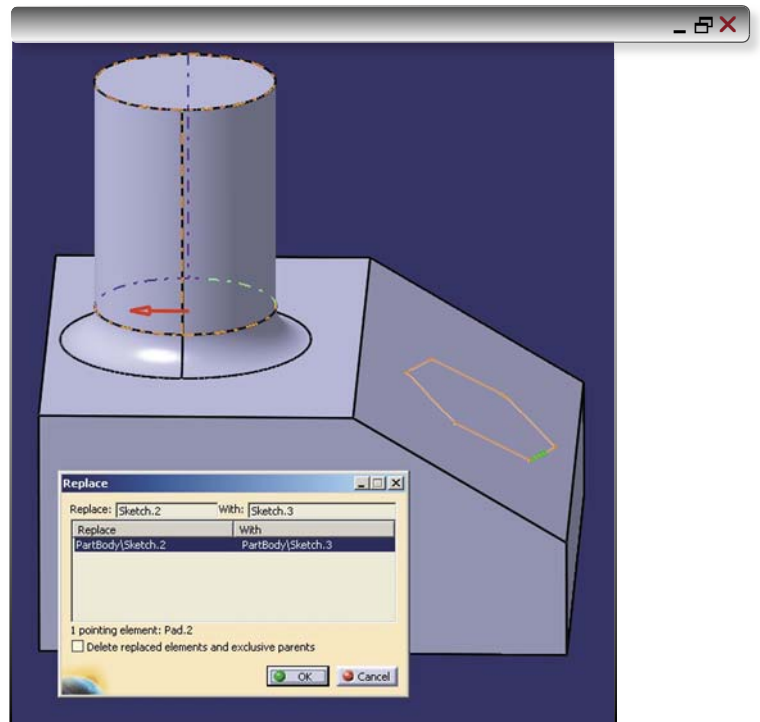 Replace
Replace: Sketch.2 With: Sketch.3
Replace With
PartBody\Sketch.2 PartBody\Sketch.3
1 pointing element: Pad.2
Delete replaced elements and exclusive parents
OK Cancel